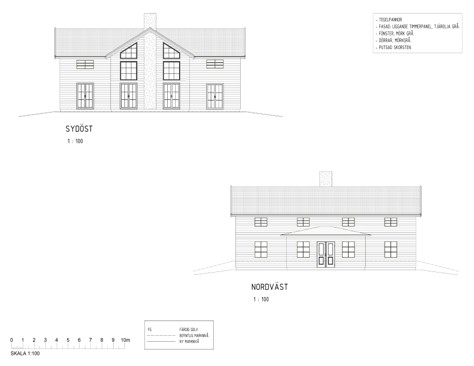 - TEGELPANNOR
- FASAD: LIGGANDE TIMMERPANEL, TJÄROLJA GRÅ
- FÖNSTER, MÖRK GRÅ
- DÖRRAR, MÖRKGRÅ
- PUTSAD SKORSTEN
SYDÖST
1 : 100
NORDVÄST
1 : 100
FG FÄRDIG GOLV
BEFINTLIG MARKNIVÅ
NY MARKNIVÅ
0 1 2 3 4 5 6 7 8 9 10m
SKALA 1:100